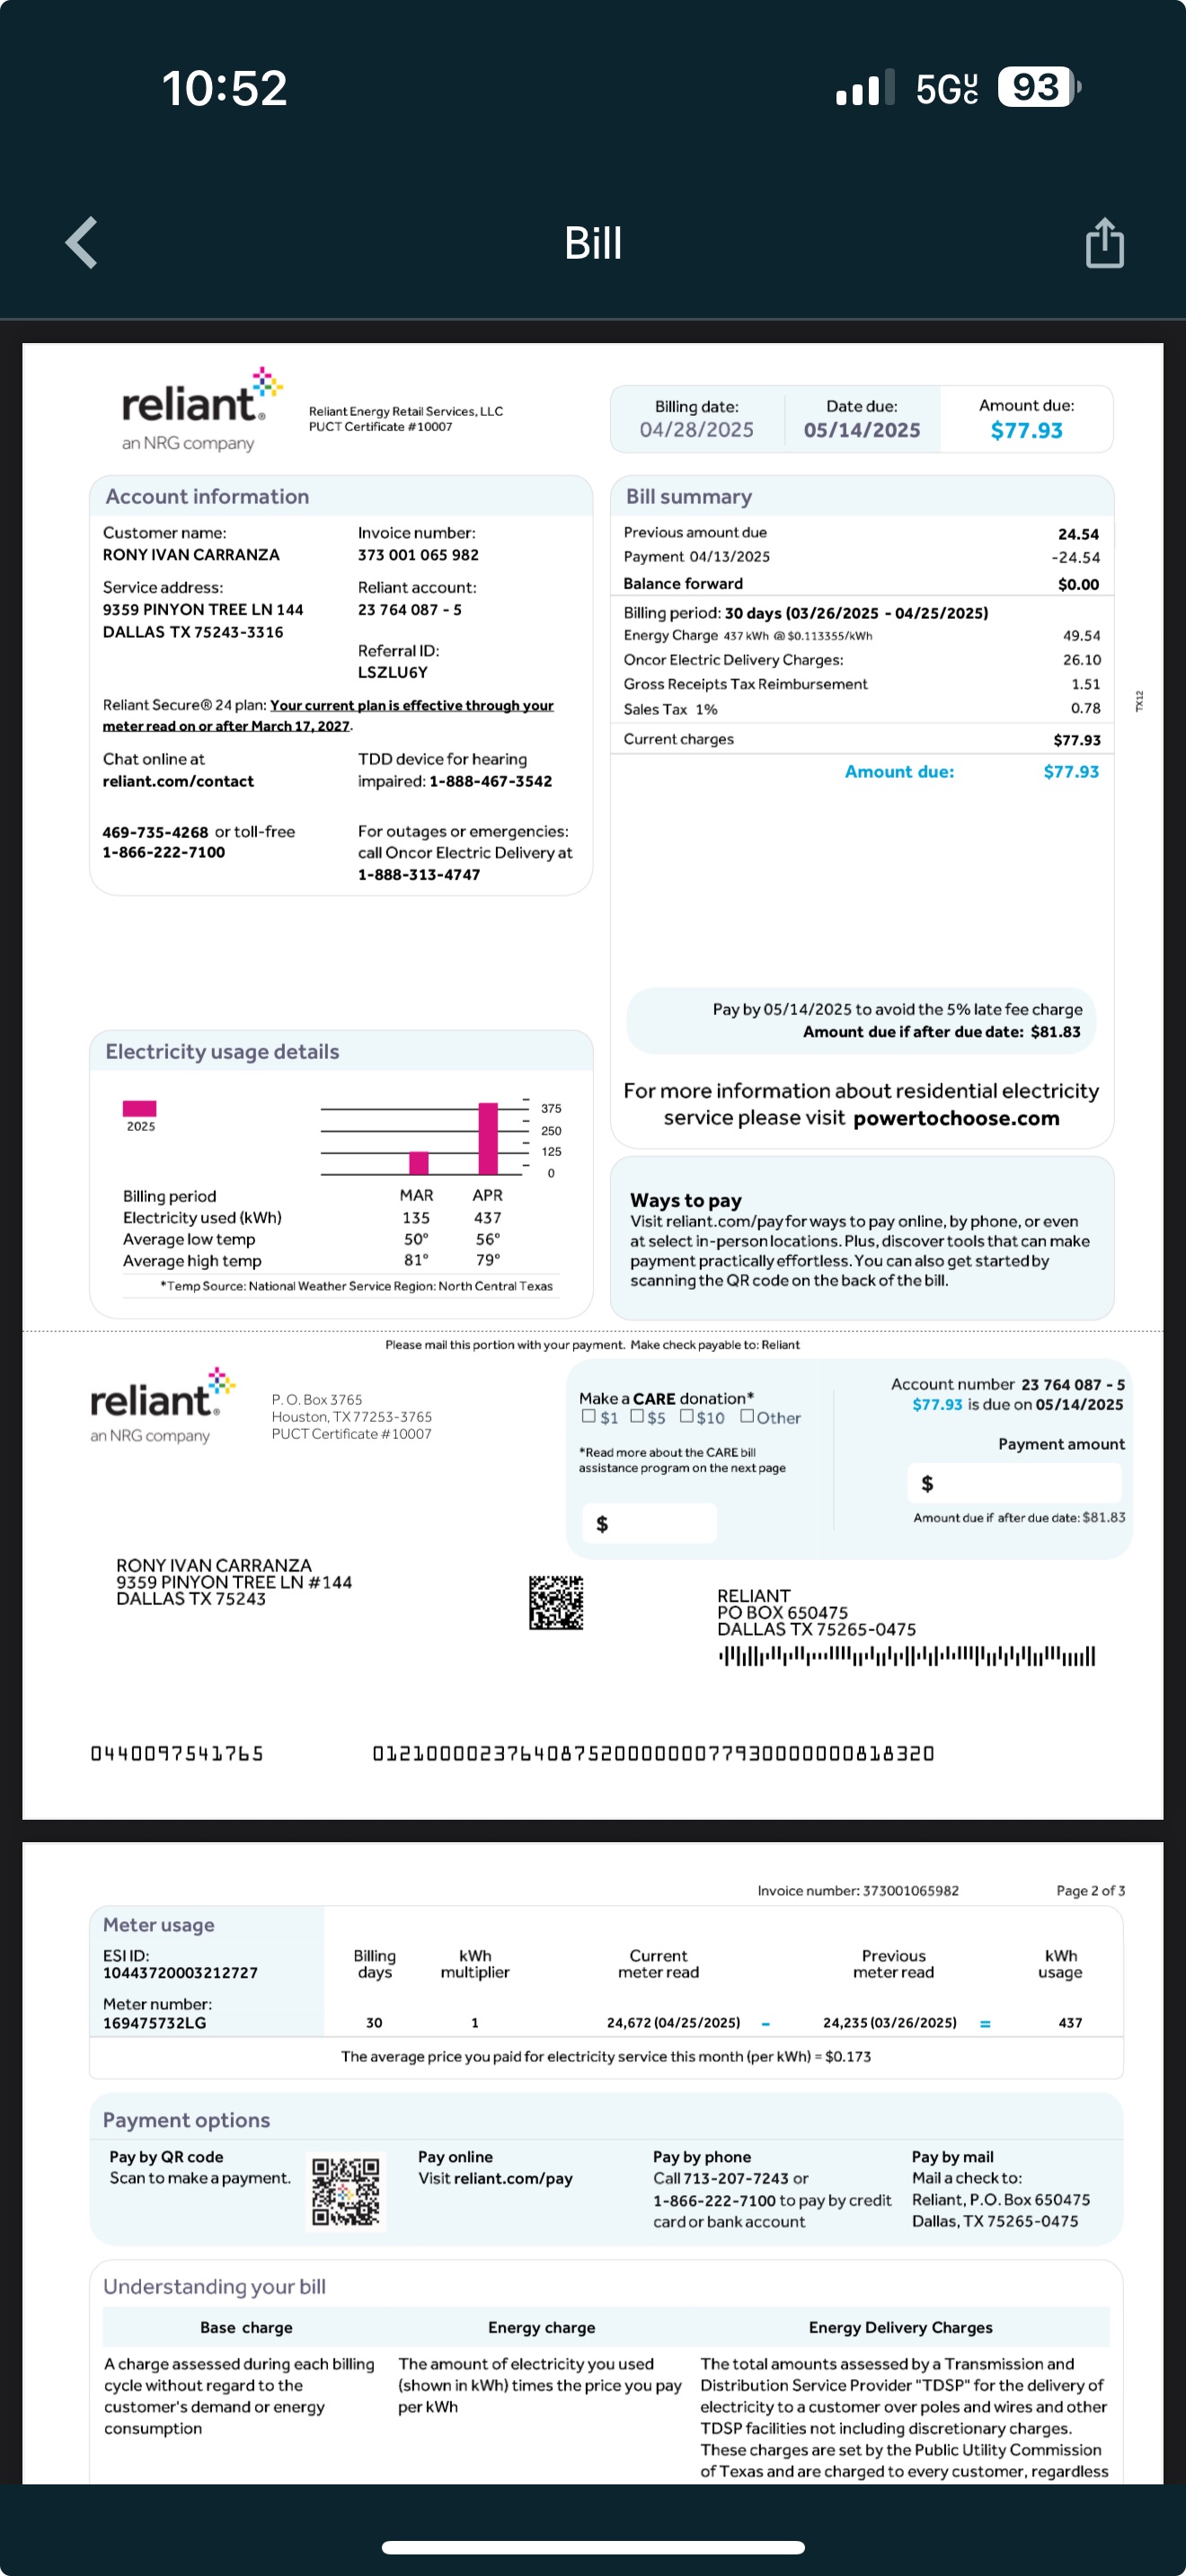 10:52
5GUC
93
Bill
reliant®
an NRG company
Reliant Energy Retail Services, LLC
PUCT Certificate #10007
Billing date:
04/28/2025
Date due:
05/14/2025
Amount due:
$77.93
Account information
Customer name:
RONY IVAN CARRANZA
Invoice number:
373 001 065 982
Service address:
9359 PINYON TREE LN 144
DALLAS TX 75243-3316
Reliant account:
23 764 087 - 5
Referral ID:
LSZLU6Y
Reliant Secure® 24 plan: Your current plan is effective through your
meter read on or after March 17, 2027.
Chat online at
reliant.com/contact
TDD device for hearing
impaired: 1-888-467-3542
469-735-4268 or toll-free
1-866-222-7100
For outages or emergencies:
call Oncor Electric Delivery at
1-888-313-4747
Bill summary
Previous amount due 24.54
Payment 04/13/2025 -24.54
Balance forward $0.00
Billing period: 30 days (03/26/2025 - 04/25/2025)
Energy Charge 437 kWh @ $0.113355/kWh 49.54
Oncor Electric Delivery Charges: 26.10
Gross Receipts Tax Reimbursement 1.51
Sales Tax 1% 0.78
Current charges $77.93
Amount due: $77.93
TX12
Pay by 05/14/2025 to avoid the 5% late fee charge
Amount due if after due date: $81.83
For more information about residential electricity
service please visit powertochoose.com
Electricity usage details
2025
375
250
125
0
Billing period MAR APR
Electricity used (kWh) 135 437
Average low temp 50° 56°
Average high temp 81° 79°
*Temp Source: National Weather Service Region: North Central Texas
Ways to pay
Visit reliant.com/pay for ways to pay online, by phone, or even
at select in-person locations. Plus, discover tools that can make
payment practically effortless. You can also get started by
scanning the QR code on the back of the bill.
Please mail this portion with your payment. Make check payable to: Reliant
reliant®
an NRG company
P. O. Box 3765
Houston, TX 77253-3765
PUCT Certificate #10007
Make a CARE donation*
☐ $1 ☐ $5 ☐ $10 ☐ Other
*Read more about the CARE bill
assistance program on the next page
$
Account number 23 764 087 - 5
$77.93 is due on 05/14/2025
Payment amount
$
Amount due if after due date: $81.83
RONY IVAN CARRANZA
9359 PINYON TREE LN #144
DALLAS TX 75243
RELIANT
PO BOX 650475
DALLAS TX 75265-0475
0440097541765 012100002376408752000000077930000000818320
Invoice number: 373001065982 Page 2 of 3
Meter usage
ESI ID:
10443720003212727
Meter number:
169475732LG
Billing
days
kWh
multiplier
Current
meter read
Previous
meter read
kWh
usage
30 1 24,672 (04/25/2025) - 24,235 (03/26/2025) = 437
The average price you paid for electricity service this month (per kWh) = $0.173
Payment options
Pay by QR code
Scan to make a payment.
Pay online
Visit reliant.com/pay
Pay by phone
Call 713-207-7243 or
1-866-222-7100 to pay by credit
card or bank account
Pay by mail
Mail a check to:
Reliant, P.O. Box 650475
Dallas, TX 75265-0475
Understanding your bill
Base charge
A charge assessed during each billing
cycle without regard to the
customer's demand or energy
consumption
Energy charge
The amount of electricity you used
(shown in kWh) times the price you pay
per kWh
Energy Delivery Charges
The total amounts assessed by a Transmission and
Distribution Service Provider "TDSP" for the delivery of
electricity to a customer over poles and wires and other
TDSP facilities not including discretionary charges.
These charges are set by the Public Utility Commission
of Texas and are charged to every customer, regardless